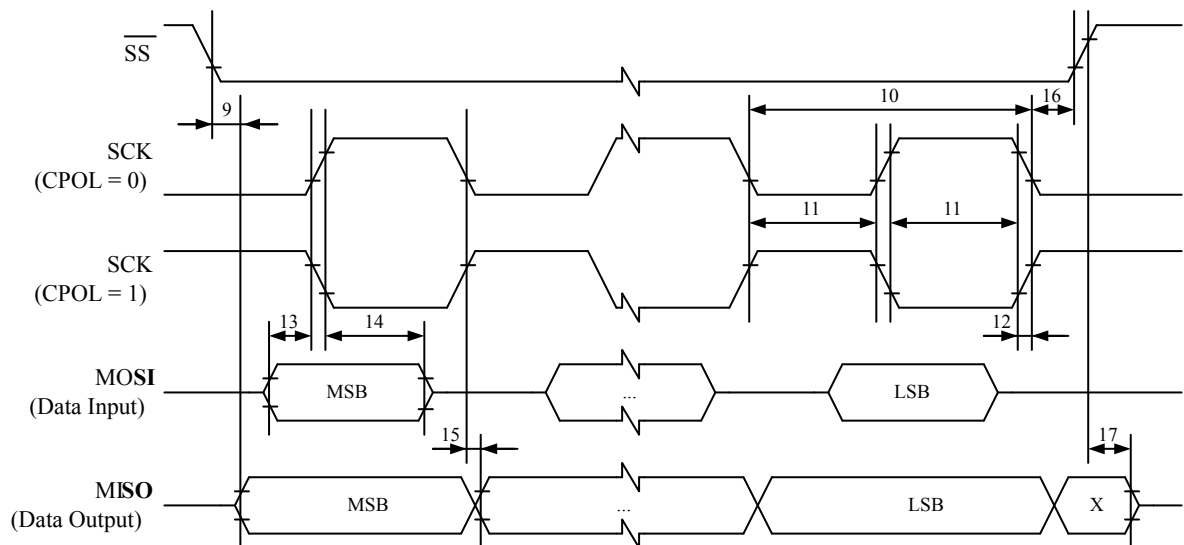 SS
9
10
16
SCK
(CPOL = 0)
11
11
SCK
(CPOL = 1)
13
14
12
MOSI
(Data Input)
MSB
...
LSB
15
17
MISO
(Data Output)
MSB
...
LSB
X